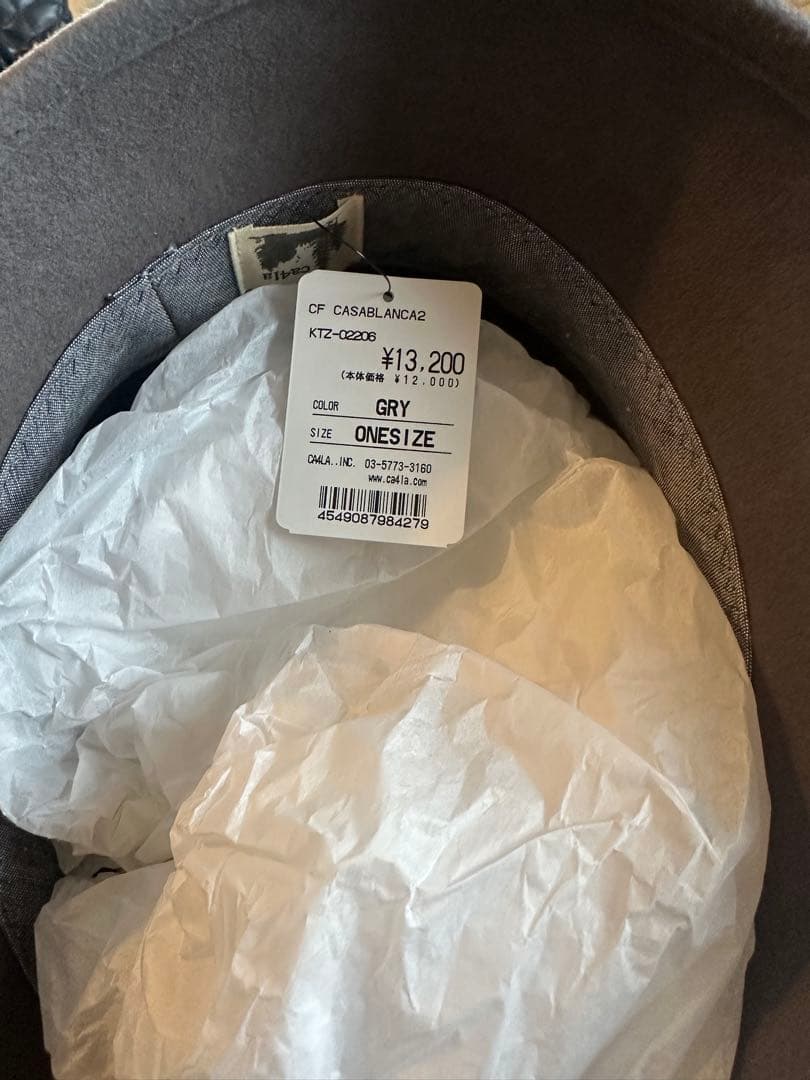 ca4la
CF CASABLANCA2
KTZ-02206
¥13,200
(本体価格 ¥12,000)
COLOR GRY
SIZE ONESIZE
CA4LA.,INC. 03-5773-3160
www.ca4la.com
4549087984279